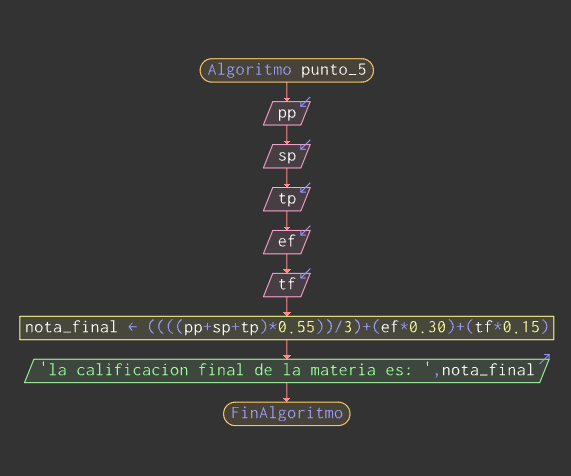 Algoritmo punto_5
pp
sp
tp
ef
tf
nota_final ← ((((pp+sp+tp)*0.55))/3)+(ef*0.30)+(tf*0.15)
'la calificacion final de la materia es: ',nota_final
FinAlgoritmo